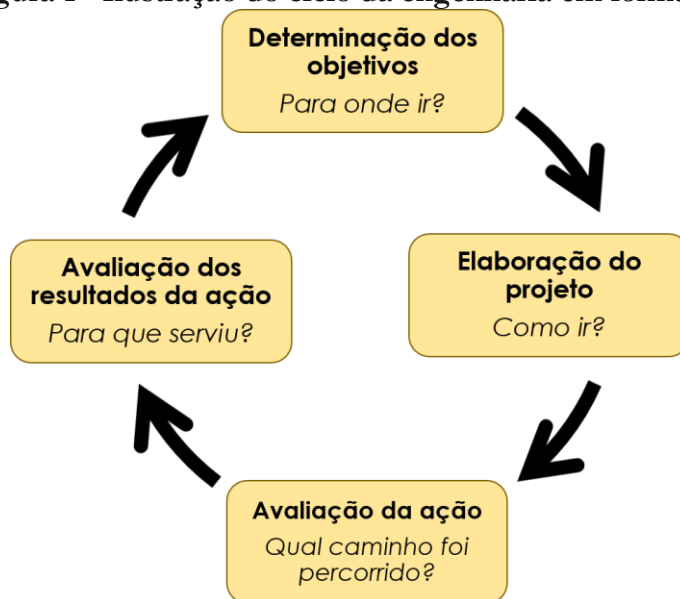 Determinação dos
objetivos
Para onde ir?
Elaboração do
projeto
Como ir?
Avaliação da ação
Qual caminho foi
percorrido?
Avaliação dos
resultados da ação
Para que serviu?